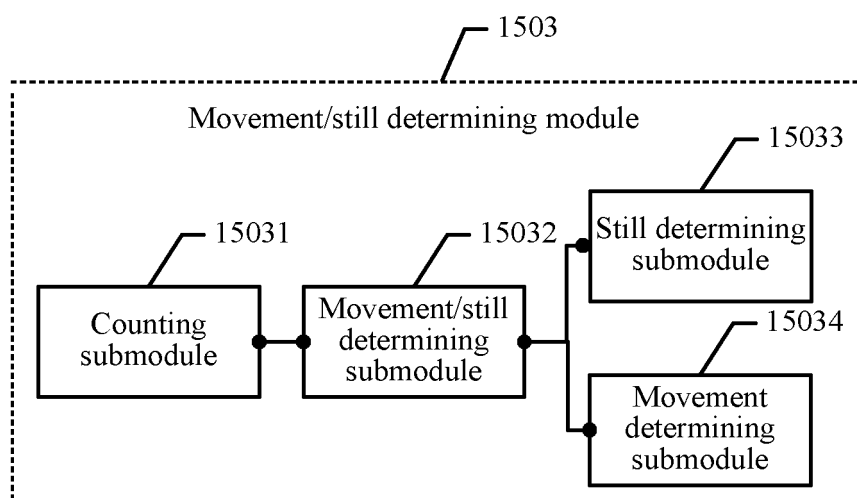 1503
Movement/still determining module
15033
Still determining
submodule
15031
Counting
submodule
15032
Movement/still
determining
submodule
15034
Movement
determining
submodule